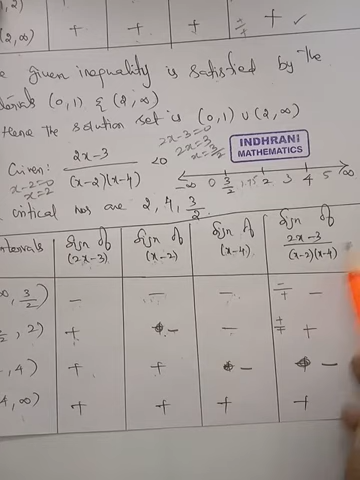 , 2)
(2, ∞) + + + ÷/+ + ✓
e given inequality is satisfied by the
tervals (0,1) & (2, ∞)
Hence The solution set is (0,1) ∪ (2, ∞)
Given: (2x-3)/((x-2)(x-4)) <0
2x-3=0
2x=3
x=3/2
x-2=0
x=2
INDHRANI
MATHEMATICS
-∞ 0 3/2 1.75 2 3 4 5 ∞
critical nos are 2, 4, 3/2
ntervals Sign of (2x-3) Sign of (x-2) Sign of (x-4) Sign of (2x-3)/((x-2)(x-4))
∞, 3/2) - - - -/+ -
3/2, 2) + - - +/+ +
, 4) + + - -
4, ∞) + + + +